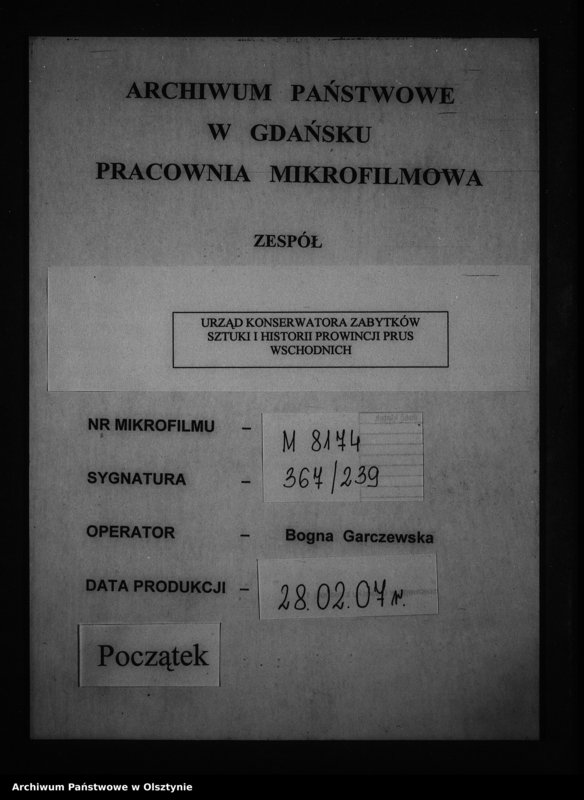 ARCHIWUM PAŃSTWOWE
W GDAŃSKU
PRACOWNIA MIKROFILMOWA
ZESPÓŁ
URZĄD KONSERWATORA ZABYTKÓW
SZTUKI I HISTORII PROWINCJI PRUS
WSCHODNICH
NR MIKROFILMU – M 8174
SYGNATURA – 367/239
OPERATOR – Bogna Garczewska
DATA PRODUKCJI – 28.02.07 r.
Początek
Archiwum Państwowe w Olsztynie